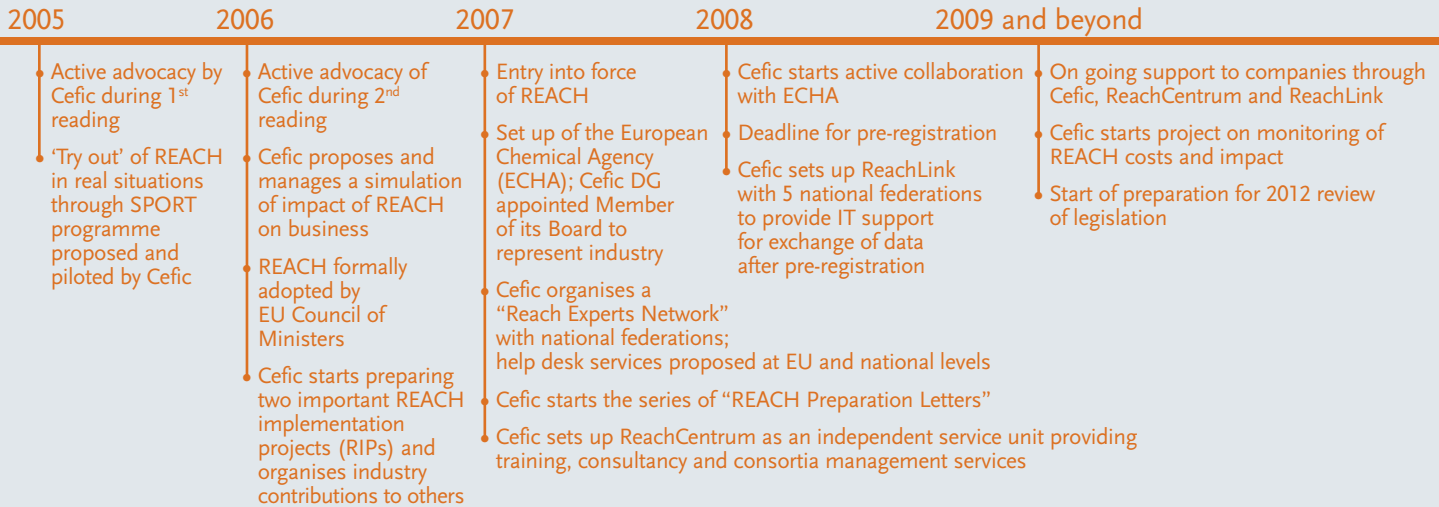 2005
Active advocacy by
Cefic during 1st
reading
‘Try out’ of REACH
in real situations
through SPORT
programme
proposed and
piloted by Cefic
2006
Active advocacy of
Cefic during 2nd
reading
Cefic proposes and
manages a simulation
of impact of REACH
on business
REACH formally
adopted by
EU Council of
Ministers
Cefic starts preparing
two important REACH
implementation
projects (RIPs) and
organises industry
contributions to others
2007
Entry into force
of REACH
Set up of the European
Chemical Agency
(ECHA); Cefic DG
appointed Member
of its Board to
represent industry
Cefic organises a
“Reach Experts Network”
with national federations;
help desk services proposed at EU and national levels
Cefic starts the series of “REACH Preparation Letters”
Cefic sets up ReachCentrum as an independent service unit providing
training, consultancy and consortia management services
2008
Cefic starts active collaboration
with ECHA
Deadline for pre-registration
Cefic sets up ReachLink
with 5 national federations
to provide IT support
for exchange of data
after pre-registration
2009 and beyond
On going support to companies through
Cefic, ReachCentrum and ReachLink
Cefic starts project on monitoring of
REACH costs and impact
Start of preparation for 2012 review
of legislation